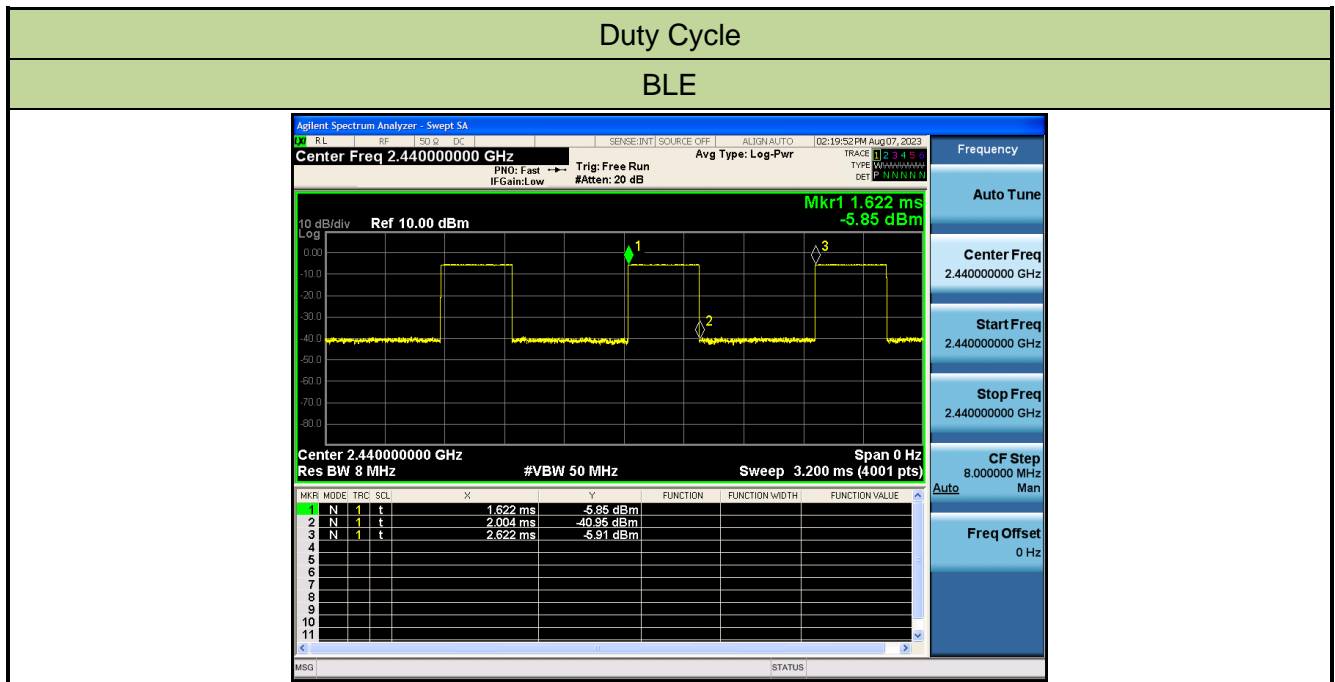 Duty Cycle
BLE
Agilent Spectrum Analyzer - Swept SA
LXI RL RF 50 Ω DC SENSE:INT SOURCE OFF ALIGN AUTO 02:19:52 PM Aug 07, 2023
Center Freq 2.440000000 GHz
Avg Type: Log-Pwr
TRACE 1 2 3 4 5 6
PNO: Fast Trig: Free Run
TYPE
IFGain:Low #Atten: 20 dB
DET P N N N N N
Frequency
Auto Tune
Center Freq
2.440000000 GHz
Start Freq
2.440000000 GHz
Stop Freq
2.440000000 GHz
CF Step
8.000000 MHz
Auto Man
Freq Offset
0 Hz
Mkr1 1.622 ms
-5.85 dBm
10 dB/div Ref 10.00 dBm
Log
0.00
-10.0
-20.0
-30.0
-40.0
-50.0
-60.0
-70.0
-80.0
1
2
3
Center 2.440000000 GHz Span 0 Hz
Res BW 8 MHz #VBW 50 MHz Sweep 3.200 ms (4001 pts)
MKR MODE TRC SCL X Y FUNCTION FUNCTION WIDTH FUNCTION VALUE
1 N 1 t 1.622 ms -5.85 dBm
2 N 1 t 2.004 ms -40.95 dBm
3 N 1 t 2.622 ms -5.91 dBm
4
5
6
7
8
9
10
11
MSG STATUS